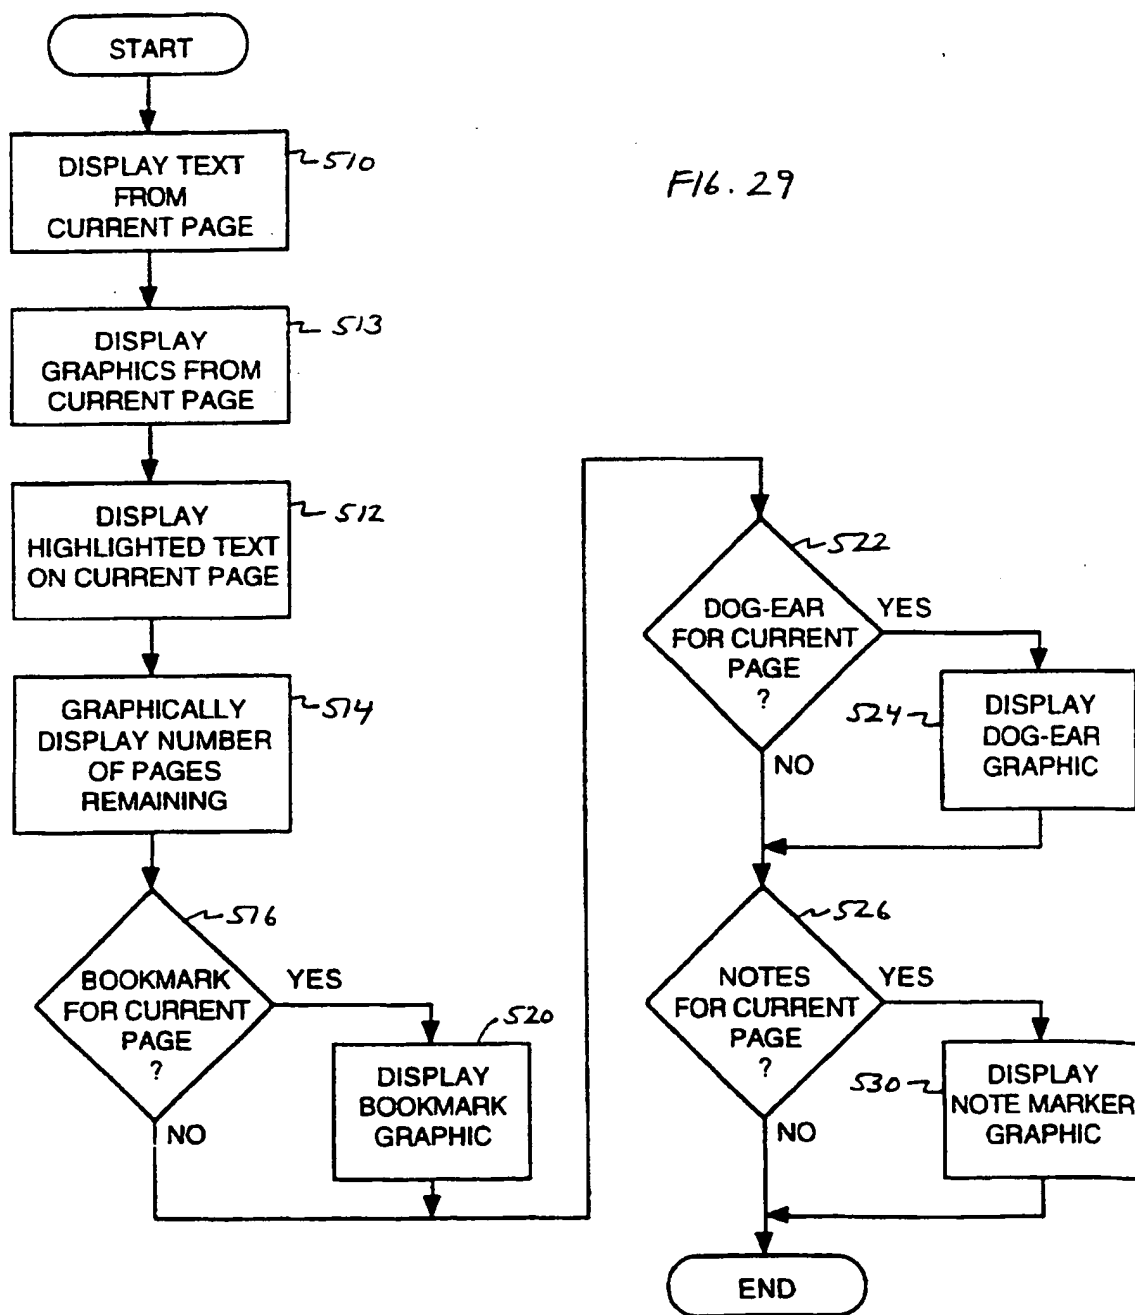 START
DISPLAY TEXT
FROM
CURRENT PAGE
510
FIG. 29
DISPLAY
GRAPHICS FROM
CURRENT PAGE
513
DISPLAY
HIGHLIGHTED TEXT
ON CURRENT PAGE
512
GRAPHICALLY
DISPLAY NUMBER
OF PAGES
REMAINING
514
516
BOOKMARK
FOR CURRENT
PAGE
?
YES
NO
520
DISPLAY
BOOKMARK
GRAPHIC
522
DOG-EAR
FOR CURRENT
PAGE
?
YES
NO
524
DISPLAY
DOG-EAR
GRAPHIC
526
NOTES
FOR CURRENT
PAGE
?
YES
NO
530
DISPLAY
NOTE MARKER
GRAPHIC
END